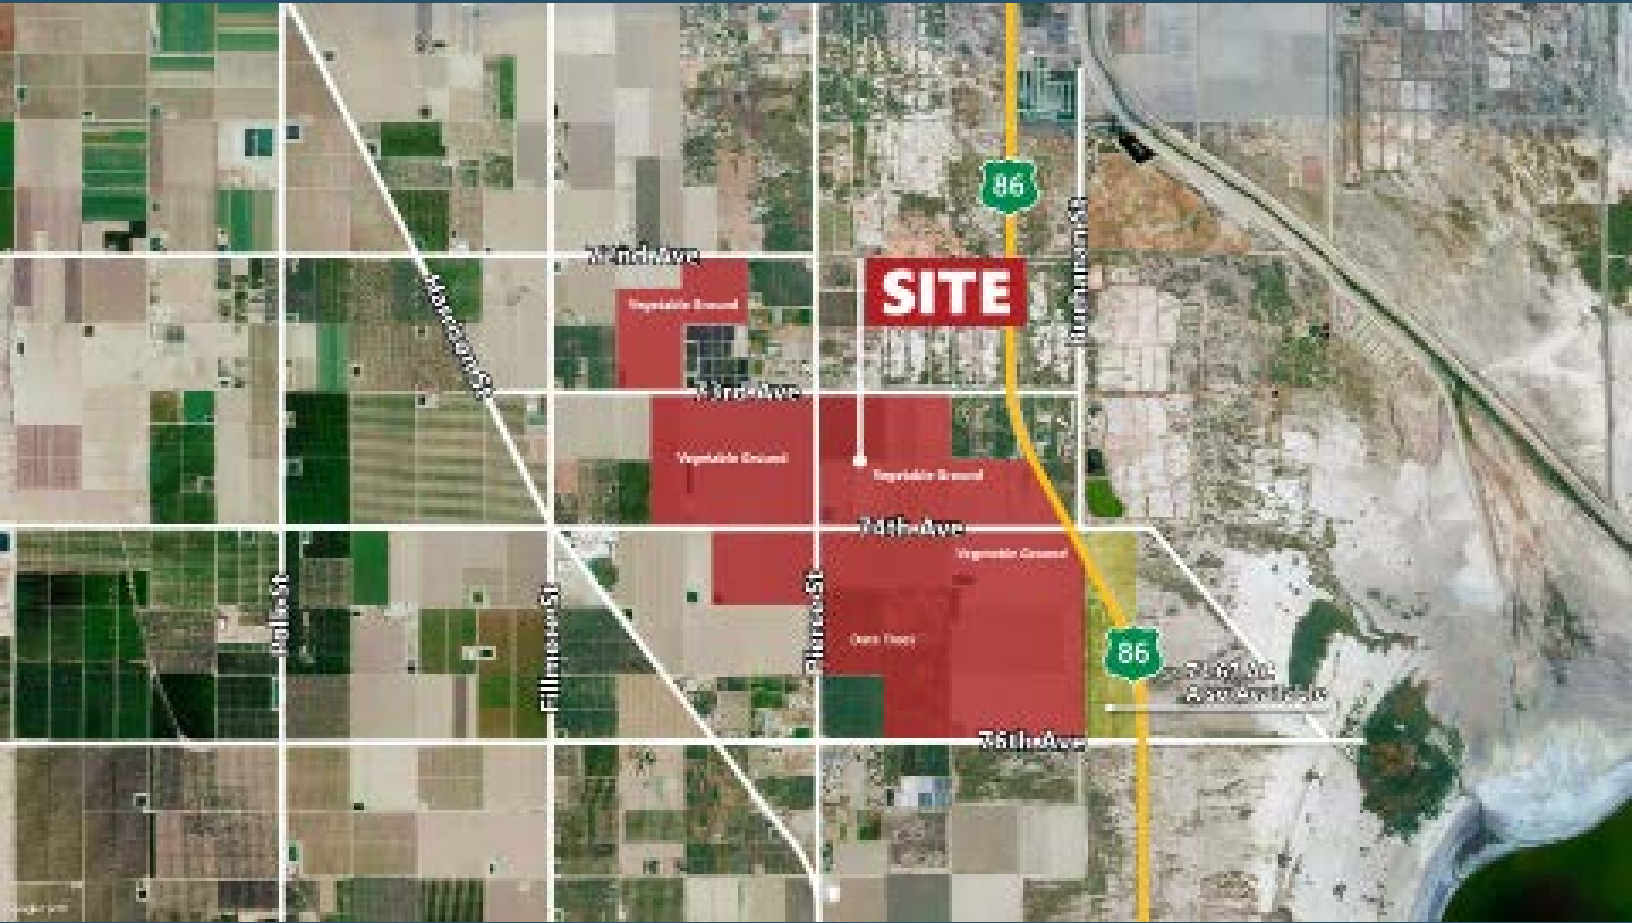 86
72nd Ave
SITE
Harrison St
Vegetable Ground
73rd Ave
Vegetable Ground
Vegetable Ground
74th Ave
Vegetable Ground
Polk St
Fillmore St
Pierce St
Date Trees
86
Available
76th Ave